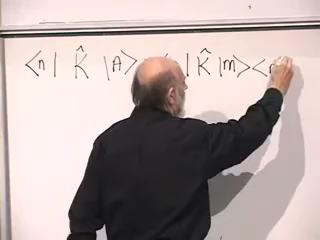 <n| K̂ |A> | K̂ |m><